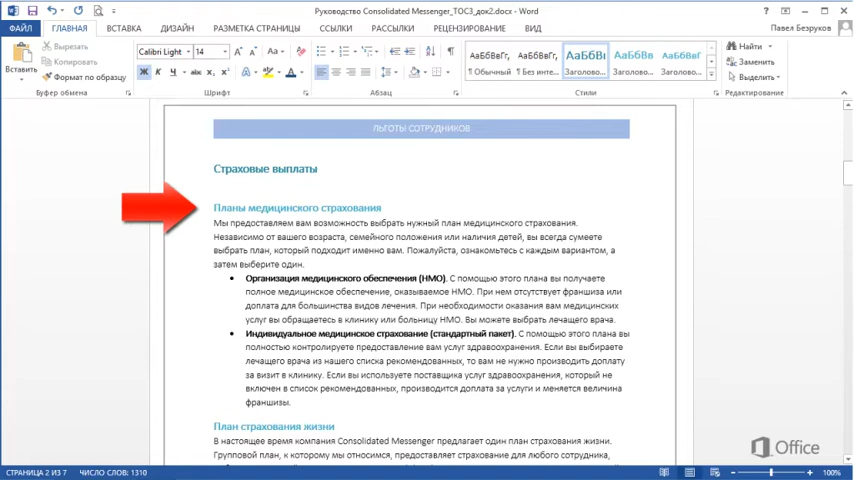 Руководство Consolidated Messenger_TOC3_док2.docx - Word
ФАЙЛ ГЛАВНАЯ ВСТАВКА ДИЗАЙН РАЗМЕТКА СТРАНИЦЫ ССЫЛКИ РАССЫЛКИ РЕЦЕНЗИРОВАНИЕ ВИД Павел Безруков
Вставить
Вырезать
Копировать
Формат по образцу
Буфер обмена
Calibri Light 14
Шрифт
Абзац
АаБбВвГг, АаБбВвГг, АаБбВı АаБбВв АаБбВвГ
¶ Обычный ¶ Без инте... Заголово... Заголово... Заголово...
Стили
Найти
Заменить
Выделить
Редактирование
ЛЬГОТЫ СОТРУДНИКОВ
Страховые выплаты
Планы медицинского страхования
Мы предоставляем вам возможность выбрать нужный план медицинского страхования.
Независимо от вашего возраста, семейного положения или наличия детей, вы всегда сумеете
выбрать план, который подходит именно вам. Пожалуйста, ознакомьтесь с каждым вариантом, а
затем выберите один.
• Организация медицинского обеспечения (НМО). С помощью этого плана вы получаете
полное медицинское обеспечение, оказываемое НМО. При нем отсутствует франшиза или
доплата для большинства видов лечения. При необходимости оказания вам медицинских
услуг вы обращаетесь в клинику или больницу НМО. Вы можете выбрать лечащего врача.
• Индивидуальное медицинское страхование (стандартный пакет). С помощью этого плана вы
полностью контролируете предоставление вам услуг здравоохранения. Если вы выбираете
лечащего врача из нашего списка рекомендованных, то вам не нужно производить доплату
за визит в клинику. Если вы используете поставщика услуг здравоохранения, который не
включен в список рекомендованных, производится доплата за услуги и меняется величина
франшизы.
План страхования жизни
В настоящее время компания Consolidated Messenger предлагает один план страхования жизни.
Групповой план, к которому мы относимся, предоставляет страхование для любого сотрудника,
Office
СТРАНИЦА 2 ИЗ 7 ЧИСЛО СЛОВ: 1310 100%